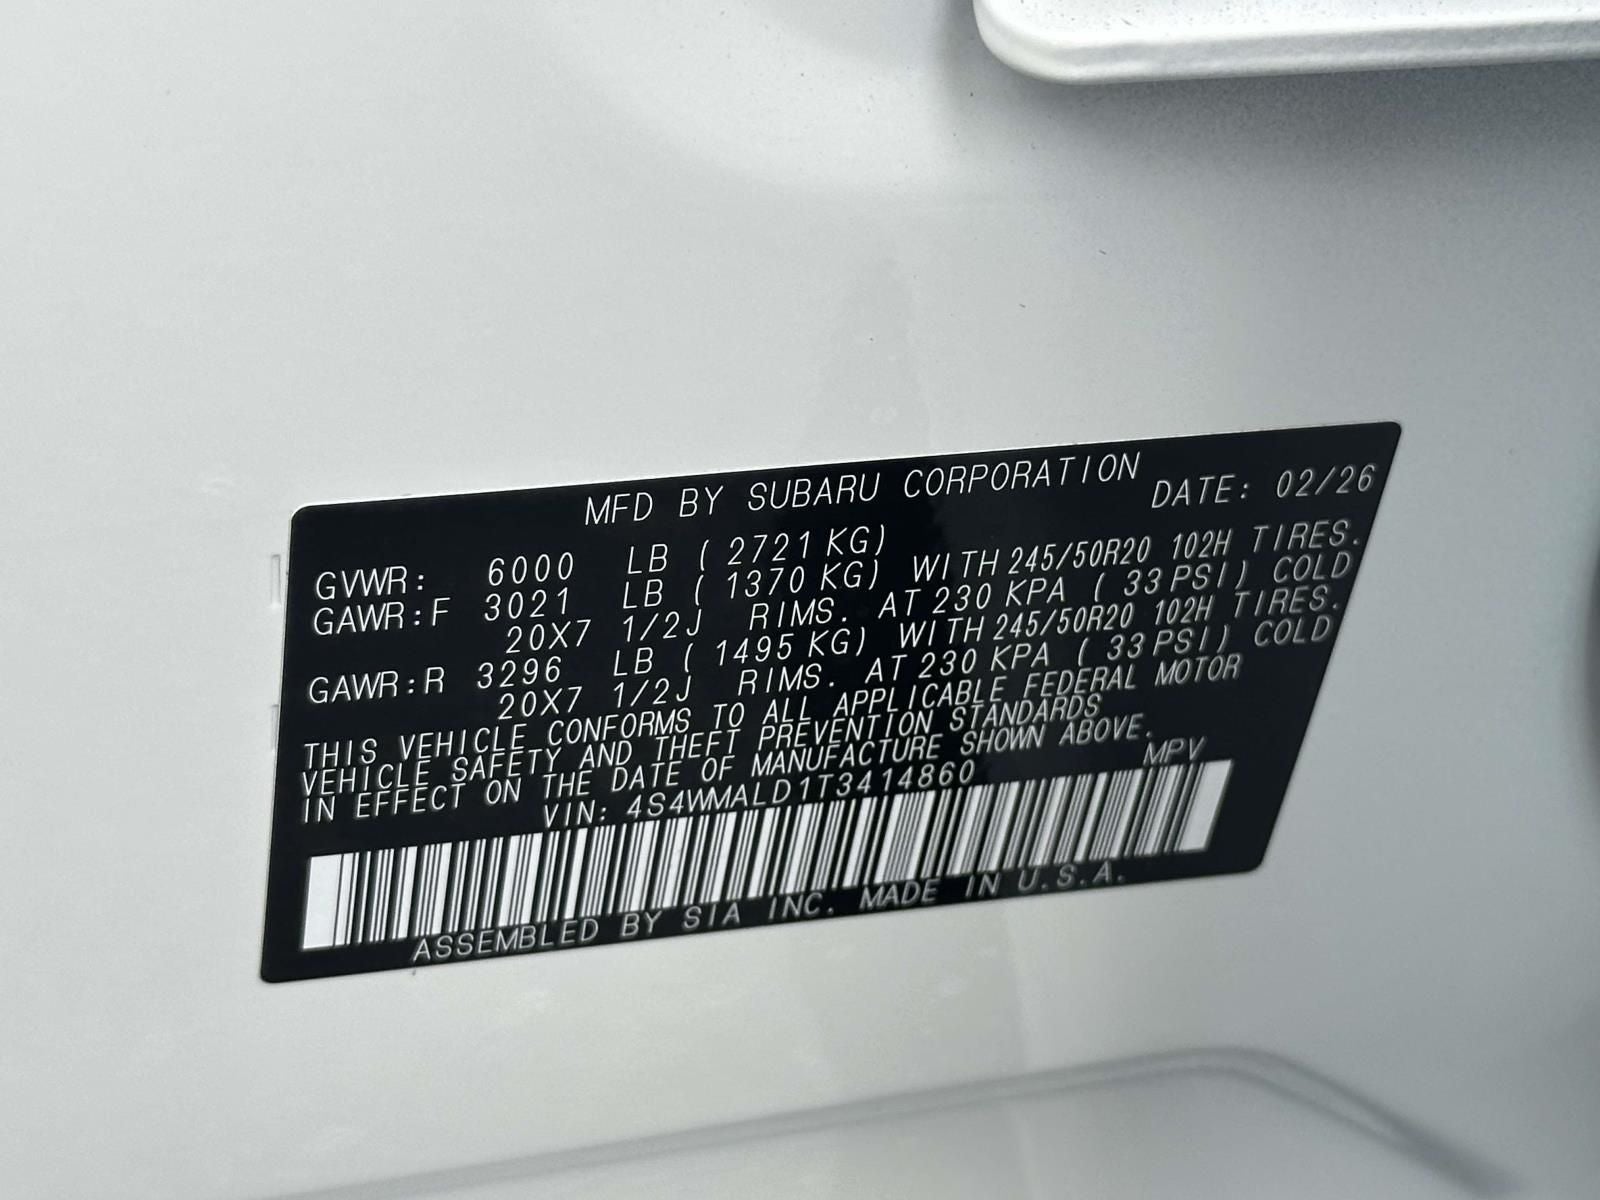 MFD BY SUBARU CORPORATION DATE: 02/26
GVWR: 6000 LB ( 2721 KG)
GAWR:F 3021 LB ( 1370 KG) WITH 245/50R20 102H TIRES.
20X7 1/2J RIMS. AT 230 KPA ( 33 PSI) COLD
GAWR:R 3296 LB ( 1495 KG) WITH 245/50R20 102H TIRES.
20X7 1/2J RIMS. AT 230 KPA ( 33 PSI) COLD
THIS VEHICLE CONFORMS TO ALL APPLICABLE FEDERAL MOTOR
VEHICLE SAFETY AND THEFT PREVENTION STANDARDS
IN EFFECT ON THE DATE OF MANUFACTURE SHOWN ABOVE.
VIN: 4S4WMALD1T3414860 MPV
ASSEMBLED BY SIA INC. MADE IN U.S.A.